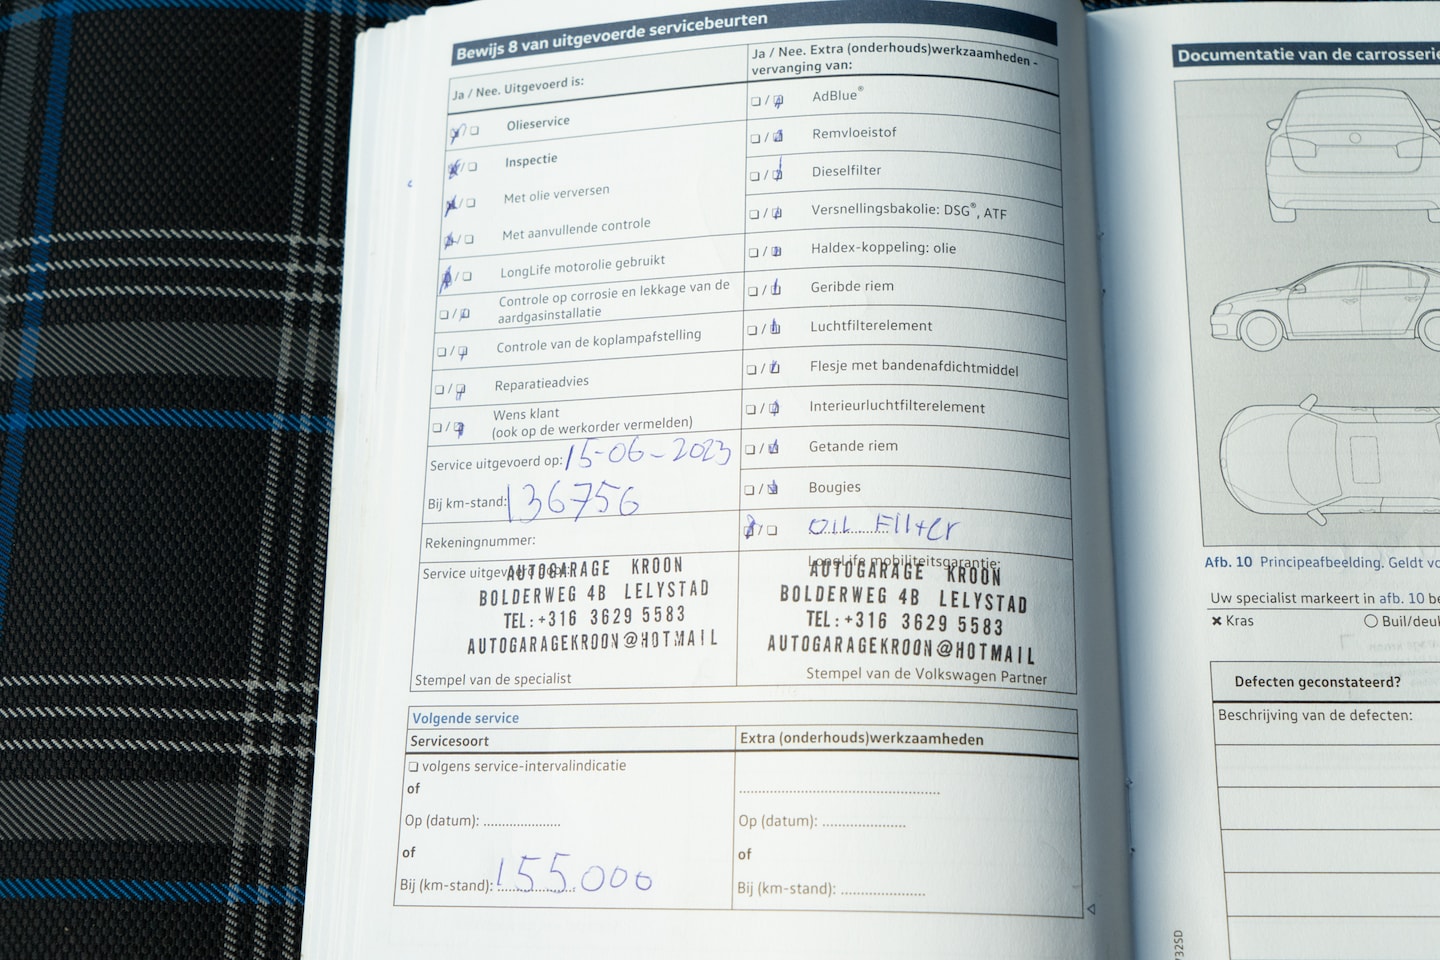 Bewijs 8 van uitgevoerde servicebeurten
Ja / Nee. Uitgevoerd is:
Olieservice
Inspectie
Met olie verversen
Met aanvullende controle
LongLife motorolie gebruikt
Controle op corrosie en lekkage van de
aardgasinstallatie
Controle van de koplampafstelling
Reparatieadvies
Wens klant
(ook op de werkorder vermelden)
Service uitgevoerd op: 15-06-2023
Bij km-stand: 136756
Rekeningnummer:
Service uitgevoerd
AUTOGARAGE KROON
BOLDERWEG 4B LELYSTAD
TEL:+316 3629 5583
AUTOGARAGEKROON@HOTMAIL
Stempel van de specialist
Ja / Nee. Extra (onderhouds)werkzaamheden -
vervanging van:
AdBlue®
Remvloeistof
Dieselfilter
Versnellingsbakolie: DSG®, ATF
Haldex-koppeling: olie
Geribde riem
Luchtfilterelement
Flesje met bandenafdichtmiddel
Interieurluchtfilterelement
Getande riem
Bougies
OIL Filter
LongLife mobiliteitsgarantie:
AUTOGARAGE KROON
BOLDERWEG 4B LELYSTAD
TEL:+316 3629 5583
AUTOGARAGEKROON@HOTMAIL
Stempel van de Volkswagen Partner
Volgende service
Servicesoort
volgens service-intervalindicatie
of
Op (datum): ......................
of
Bij (km-stand): 155.000
Extra (onderhouds)werkzaamheden
Op (datum): ......................
of
Bij (km-stand): ......................
Documentatie van de carrosserie
Afb. 10 Principeafbeelding. Geldt
Uw specialist markeert in afb. 10
Kras
Defecten geconstateerd?
Beschrijving van de defecten: